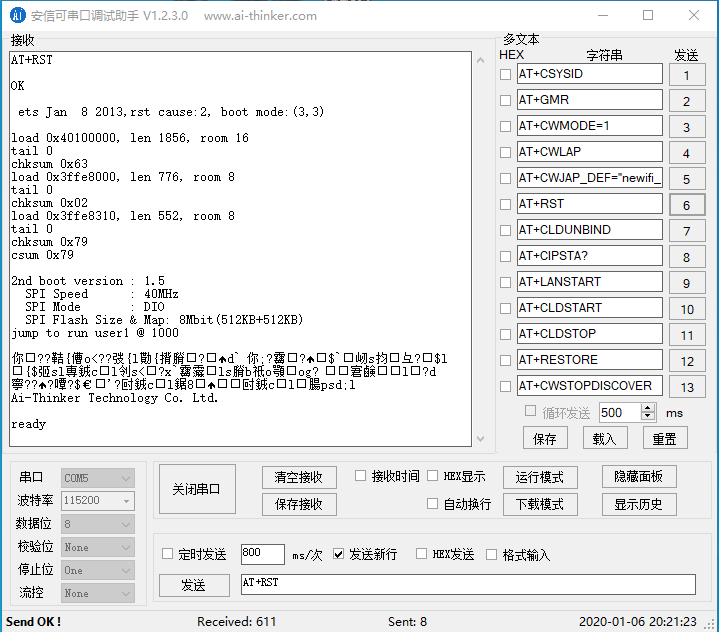 安信可串口调试助手 V1.2.3.0 www.ai-thinker.com
接收
AT+RST
OK
ets Jan 8 2013,rst cause:2, boot mode:(3,3)
load 0x40100000, len 1856, room 16
tail 0
chksum 0x63
load 0x3ffe8000, len 776, room 8
tail 0
chksum 0x02
load 0x3ffe8310, len 552, room 8
tail 0
chksum 0x79
csum 0x79
2nd boot version : 1.5
SPI Speed : 40MHz
SPI Mode : DIO
SPI Flash Size & Map: 8Mbit(512KB+512KB)
jump to run user1 @ 1000
Ai-Thinker Technology Co. Ltd.
ready
多文本
HEX 字符串 发送
AT+CSYSID 1
AT+GMR 2
AT+CWMODE=1 3
AT+CWLAP 4
AT+CWJAP_DEF="newifi_ 5
AT+RST 6
AT+CLDUNBIND 7
AT+CIPSTA? 8
AT+LANSTART 9
AT+CLDSTART 10
AT+CLDSTOP 11
AT+RESTORE 12
AT+CWSTOPDISCOVER 13
循环发送 500 ms
保存 载入 重置
串口 COM5
波特率 115200
数据位 8
校验位 None
停止位 One
流控 None
关闭串口
清空接收 接收时间 HEX显示 运行模式 隐藏面板
保存接收 自动换行 下载模式 显示历史
定时发送 800 ms/次 发送新行 HEX发送 格式输入
发送 AT+RST
Send OK ! Received: 611 Sent: 8 2020-01-06 20:21:23